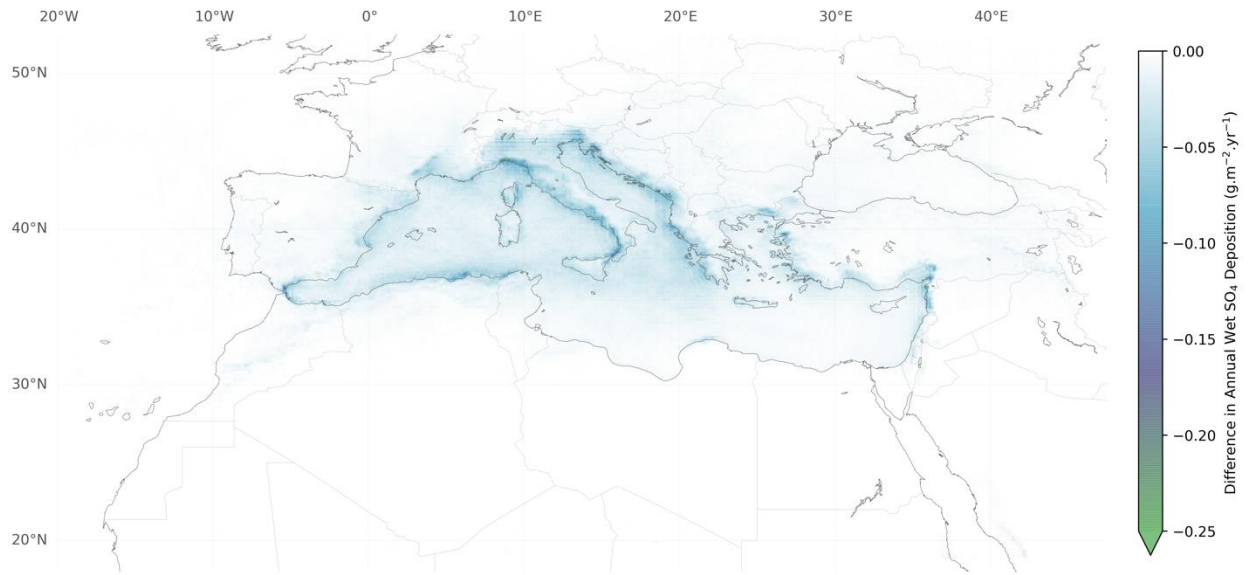 20°W 10°W 0° 10°E 20°E 30°E 40°E
50°N
40°N
30°N
20°N
0.00
−0.05
−0.10
−0.15
−0.20
−0.25
Difference in Annual Wet SO₄ Deposition (g.m⁻².yr⁻¹)